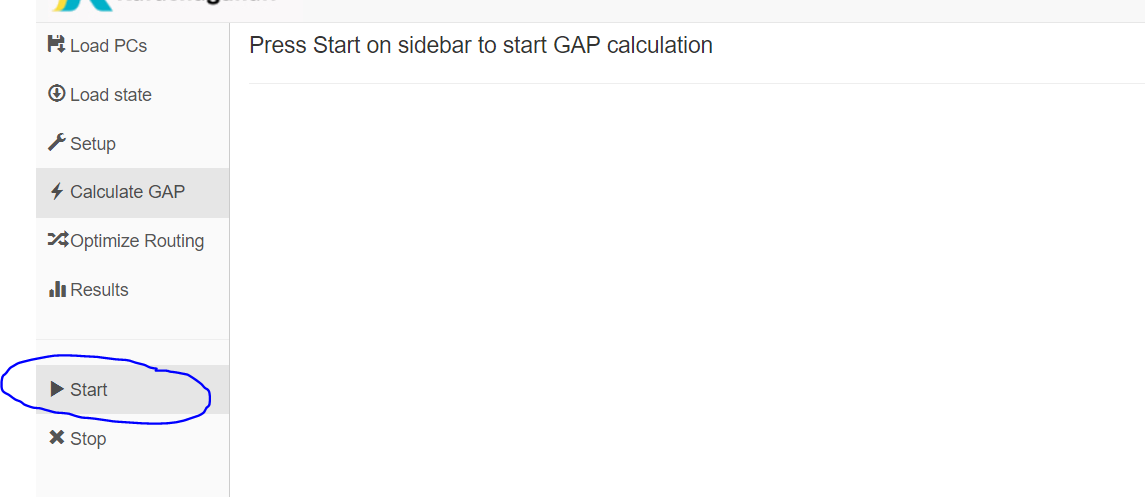 Load PCs
Load state
Setup
Calculate GAP
Optimize Routing
Results
Start
Stop
Press Start on sidebar to start GAP calculation